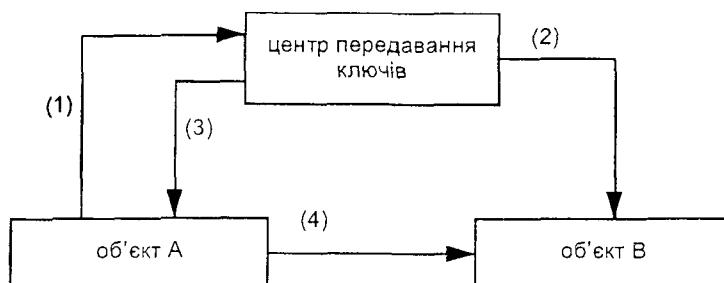 центр передавання
ключів
(1)
(2)
(3)
(4)
об'єкт А
об'єкт В